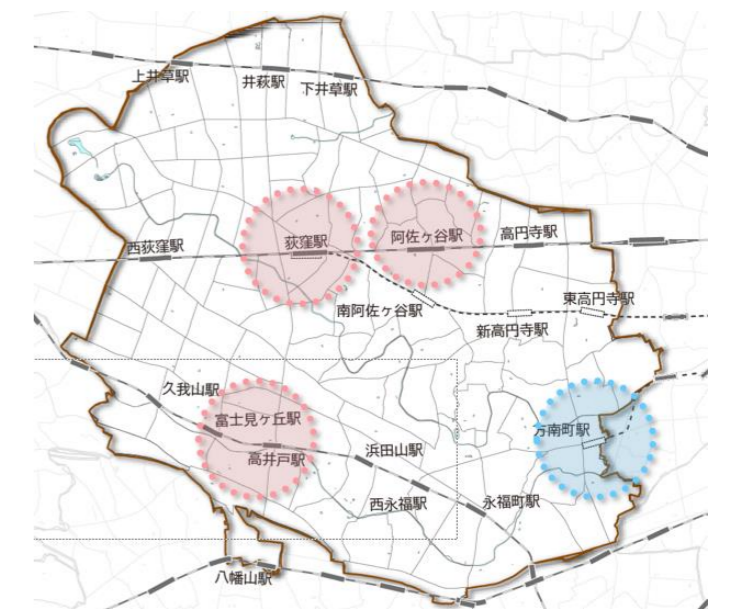 上井草駅
井荻駅
下井草駅
西荻窪駅
荻窪駅
阿佐ヶ谷駅
高円寺駅
南阿佐ヶ谷駅
新高円寺駅
東高円寺駅
久我山駅
富士見ヶ丘駅
高井戸駅
浜田山駅
方南町駅
西永福駅
永福町駅
八幡山駅